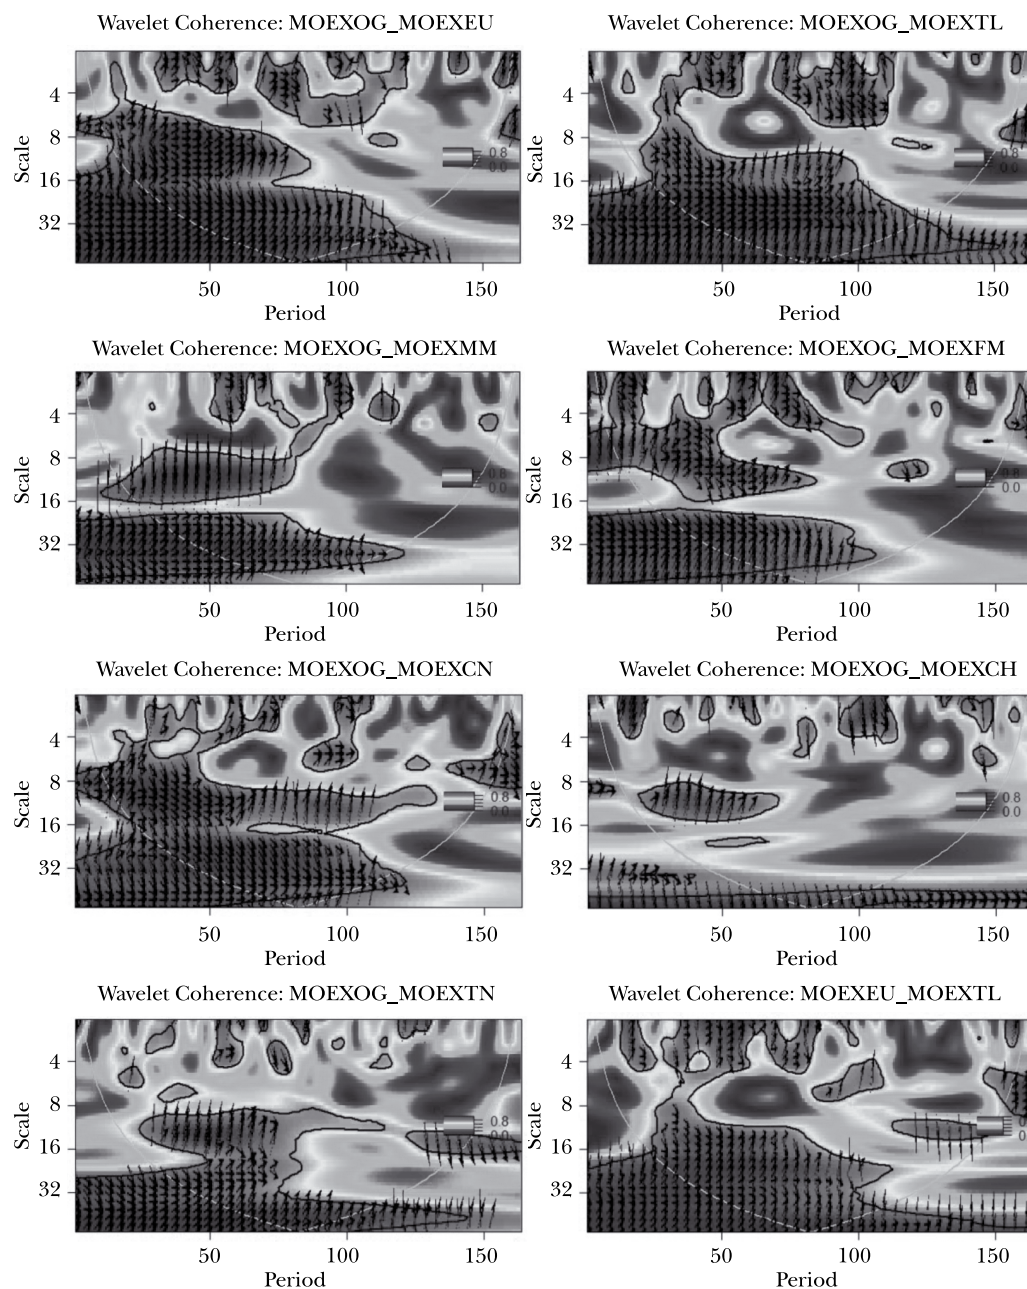 Wavelet Coherence: MOEXOG_MOEXEU
Scale
4
8
16
32
0.8
0.0
50
100
150
Period
Wavelet Coherence: MOEXOG_MOEXTL
Scale
4
8
16
32
0.8
0.0
50
100
150
Period
Wavelet Coherence: MOEXOG_MOEXMM
Scale
4
8
16
32
0.8
0.0
50
100
150
Period
Wavelet Coherence: MOEXOG_MOEXFM
Scale
4
8
16
32
0.8
0.0
50
100
150
Period
Wavelet Coherence: MOEXOG_MOEXCN
Scale
4
8
16
32
0.8
0.0
50
100
150
Period
Wavelet Coherence: MOEXOG_MOEXCH
Scale
4
8
16
32
0.8
0.0
50
100
150
Period
Wavelet Coherence: MOEXOG_MOEXTN
Scale
4
8
16
32
0.8
0.0
50
100
150
Period
Wavelet Coherence: MOEXEU_MOEXTL
Scale
4
8
16
32
50
100
150
Period